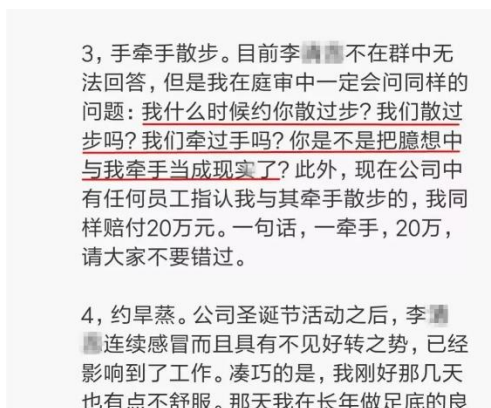 3，手牵手散步。目前李不在群中无
法回答，但是我在庭审中一定会问同样的
问题：我什么时候约你散过步？我们散过
步吗？我们牵过手吗？你是不是把臆想中
与我牵手当成现实了？此外，现在公司中
有任何员工指认我与其牵手散步的，我同
样赔付20万元。一句话，一牵手，20万，
请大家不要错过。
4，约旱蒸。公司圣诞节活动之后，李
连续感冒而且具有不见好转之势，已经
影响到了工作。凑巧的是，我刚好那几天
也有点不舒服。那天我在长年做足底的良